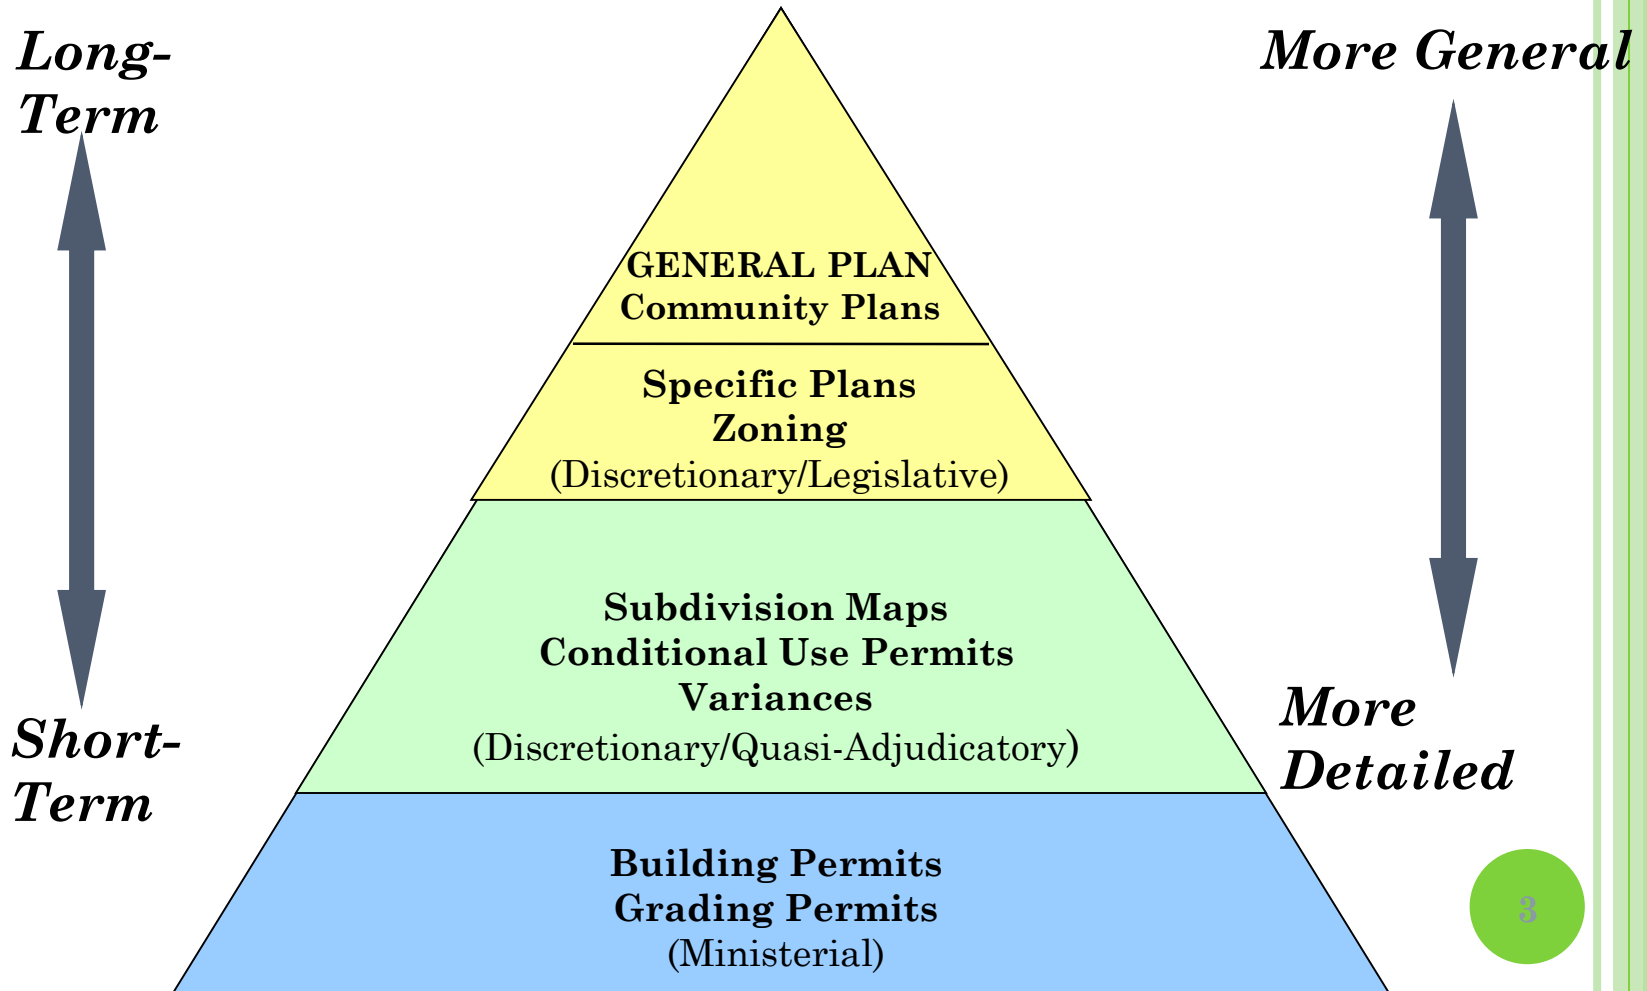 Long-
Term
More General
GENERAL PLAN
Community Plans
Specific Plans
Zoning
(Discretionary/Legislative)
Subdivision Maps
Conditional Use Permits
Variances
(Discretionary/Quasi-Adjudicatory)
Short-
Term
More
Detailed
Building Permits
Grading Permits
(Ministerial)
3